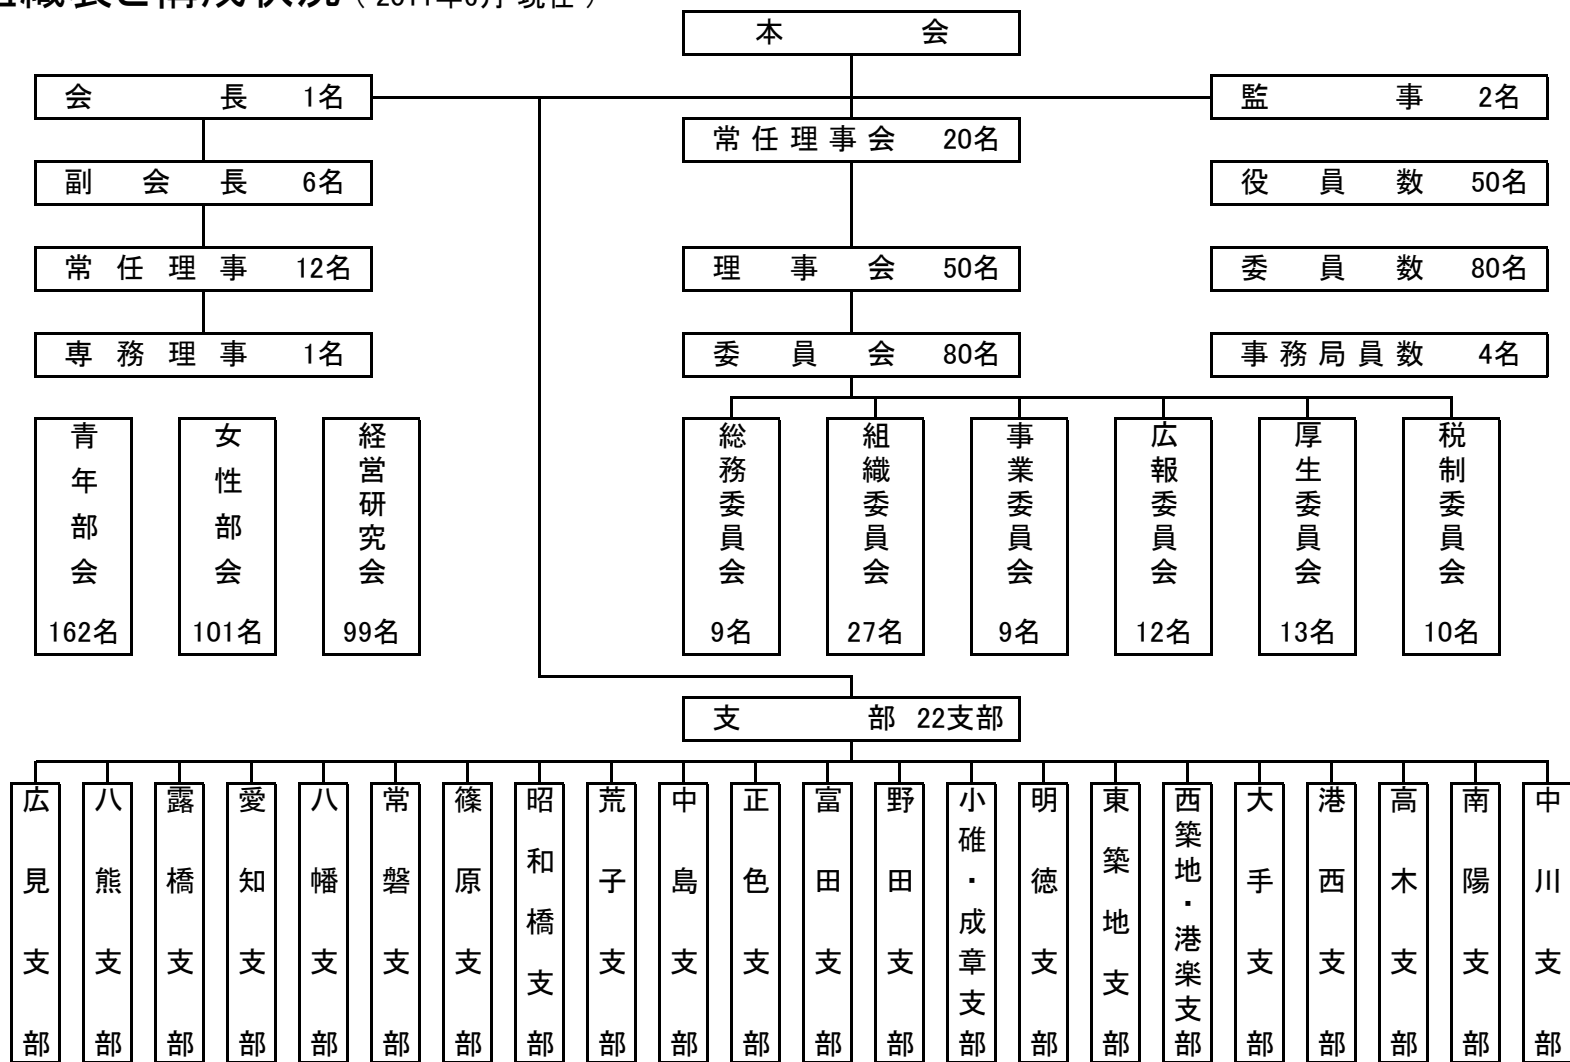 組織表と構成状況 ( 2011年6月 現在 )
本会
会長 1名
監事 2名
常任理事会 20名
副会長 6名
役員数 50名
常任理事 12名
理事会 50名
委員数 80名
専務理事 1名
委員会 80名
事務局員数 4名
青年部会 162名
女性部会 101名
経営研究会 99名
総務委員会 9名
組織委員会 27名
事業委員会 9名
広報委員会 12名
厚生委員会 13名
税制委員会 10名
支部 22支部
広見支部
八熊支部
露橋支部
愛知支部
八幡支部
常磐支部
篠原支部
昭和橋支部
荒子支部
中島支部
正色支部
富田支部
野田支部
小碓・成章支部
明徳支部
東築地支部
西築地・港楽支部
大手支部
港西支部
高木支部
南陽支部
中川支部